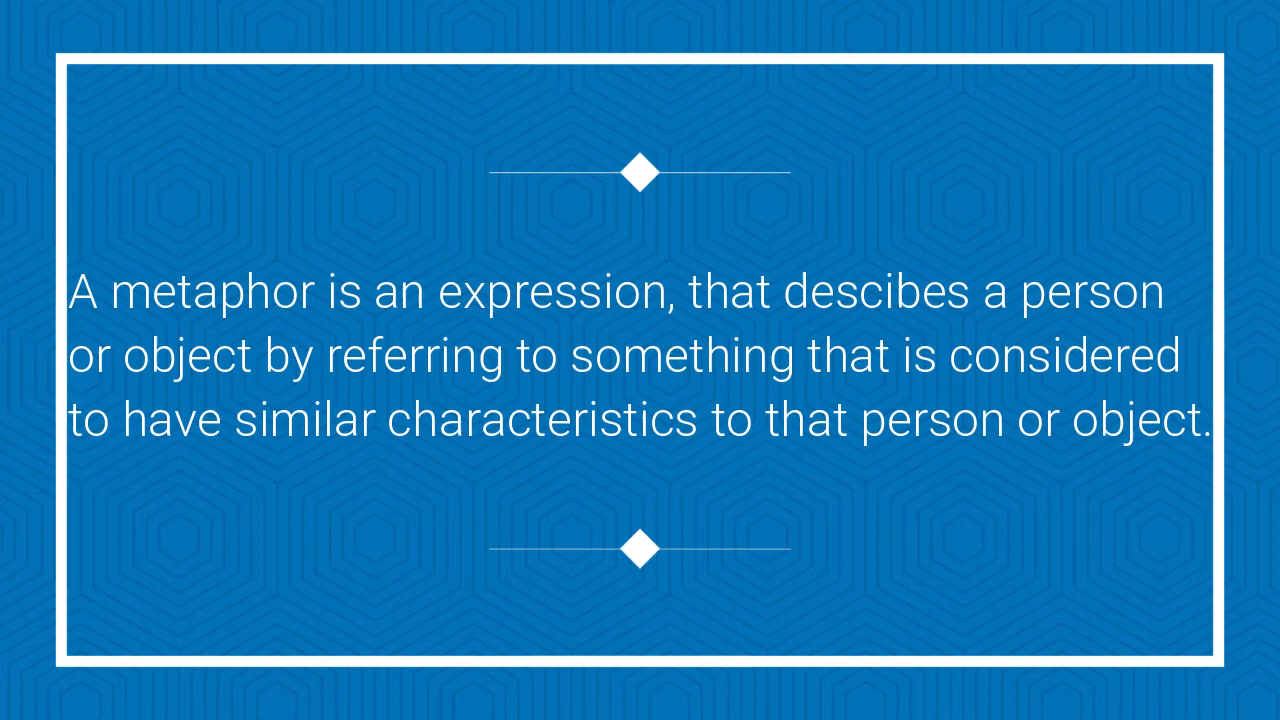 A metaphor is an expression, that descibes a person
or object by referring to something that is considered
to have similar characteristics to that person or object.